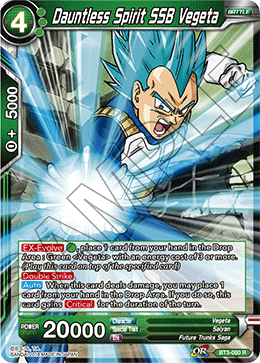 4
Dauntless Spirit SSB Vegeta
BATTLE
0 + 5000
EX-Evolve , place 1 card from your hand in the Drop
Area : Green <Vegeta> with an energy cost of 3 or more.
(Play this card on top of the specified card)
Double Strike
Auto When this card deals damage, you may place 1
card from your hand in the Drop Area. If you do so, this
card gains Critical for the duration of the turn.
POWER
20000
Character
Vegeta
Special Trait
Saiyan
Era
Future Trunks Saga
DR
BT3-060 R